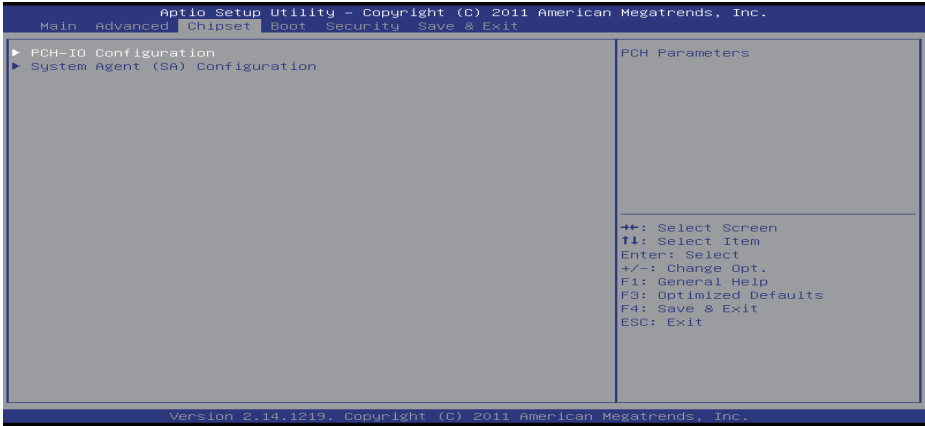 Aptio Setup Utility – Copyright (C) 2011 American Megatrends, Inc.
Main Advanced Chipset Boot Security Save & Exit
► PCH-IO Configuration
► System Agent (SA) Configuration
PCH Parameters
→←: Select Screen
↑↓: Select Item
Enter: Select
+/-: Change Opt.
F1: General Help
F3: Optimized Defaults
F4: Save & Exit
ESC: Exit
Version 2.14.1219. Copyright (C) 2011 American Megatrends, Inc.